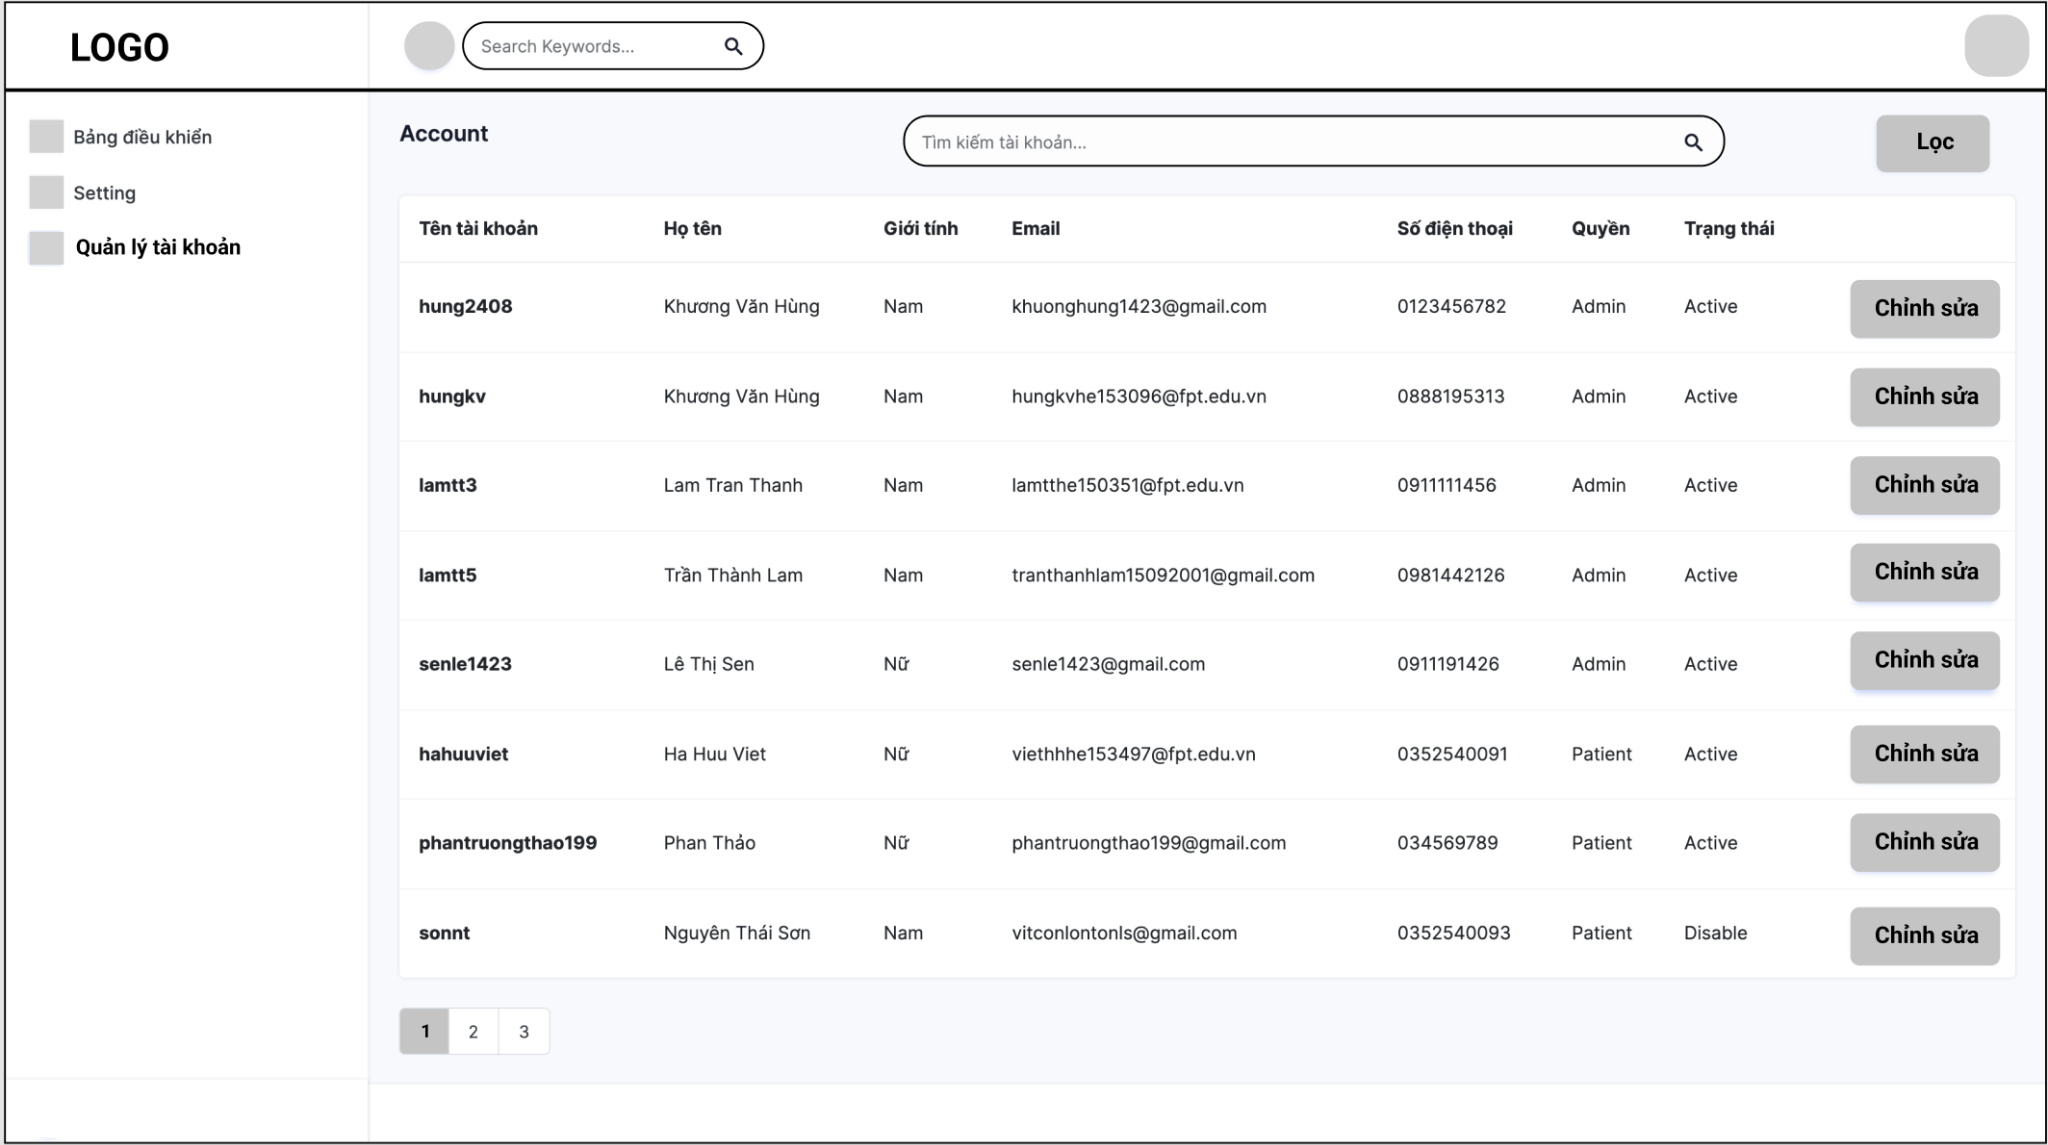 LOGO
Search Keywords...
Bảng điều khiển
Setting
Quản lý tài khoản
Account
Tìm kiếm tài khoản...
Lọc
Tên tài khoản Họ tên Giới tính Email Số điện thoại Quyền Trạng thái
hung2408 Khương Văn Hùng Nam khuonghung1423@gmail.com 0123456782 Admin Active Chỉnh sửa
hungkv Khương Văn Hùng Nam hungkvhe153096@fpt.edu.vn 0888195313 Admin Active Chỉnh sửa
lamtt3 Lam Tran Thanh Nam lamtthe150351@fpt.edu.vn 0911111456 Admin Active Chỉnh sửa
lamtt5 Trần Thành Lam Nam tranthanhlam15092001@gmail.com 0981442126 Admin Active Chỉnh sửa
senle1423 Lê Thị Sen Nữ senle1423@gmail.com 0911191426 Admin Active Chỉnh sửa
hahuuviet Ha Huu Viet Nữ viethhhe153497@fpt.edu.vn 0352540091 Patient Active Chỉnh sửa
phantruongthao199 Phan Thảo Nữ phantruongthao199@gmail.com 034569789 Patient Active Chỉnh sửa
sonnt Nguyên Thái Sơn Nam vitconlontonls@gmail.com 0352540093 Patient Disable Chỉnh sửa
1 2 3